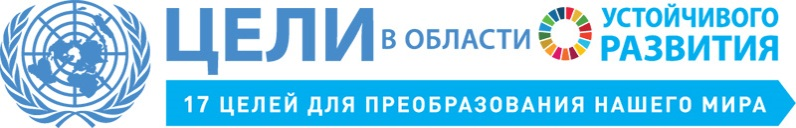 ЦЕЛИ В ОБЛАСТИ УСТОЙЧИВОГО РАЗВИТИЯ
17 ЦЕЛЕЙ ДЛЯ ПРЕОБРАЗОВАНИЯ НАШЕГО МИРА